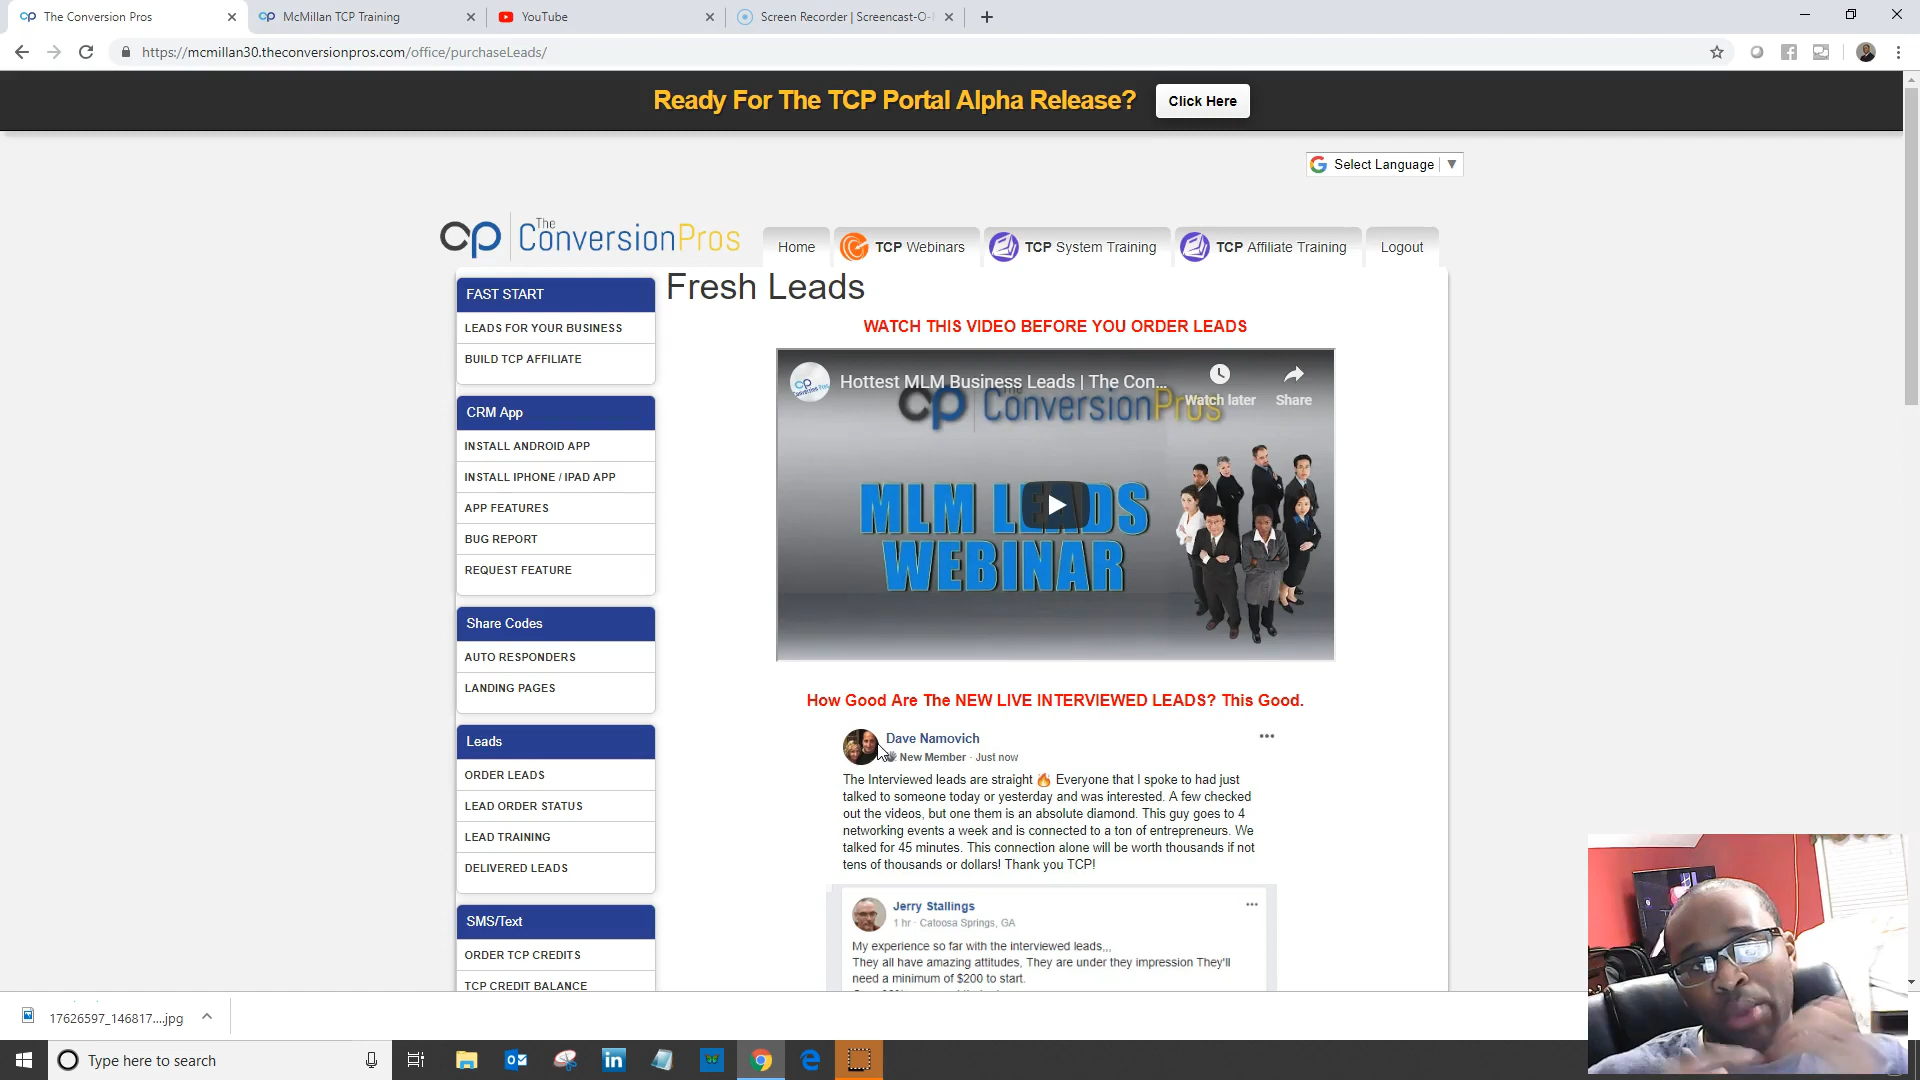 The Conversion Pros
McMillan TCP Training
YouTube
Screen Recorder | Screencast-O-
https://mcmillan30.theconversionpros.com/office/purchaseLeads/
Ready For The TCP Portal Alpha Release?
Click Here
Select Language
The ConversionPros
Home
TCP Webinars
TCP System Training
TCP Affiliate Training
Logout
FAST START
LEADS FOR YOUR BUSINESS
BUILD TCP AFFILIATE
CRM App
INSTALL ANDROID APP
INSTALL IPHONE / IPAD APP
APP FEATURES
BUG REPORT
REQUEST FEATURE
Share Codes
AUTO RESPONDERS
LANDING PAGES
Leads
ORDER LEADS
LEAD ORDER STATUS
LEAD TRAINING
DELIVERED LEADS
SMS/Text
ORDER TCP CREDITS
TCP CREDIT BALANCE
Fresh Leads
WATCH THIS VIDEO BEFORE YOU ORDER LEADS
Hottest MLM Business Leads | The Con...
Watch later
Share
The ConversionPros
MLM LEADS
WEBINAR
How Good Are The NEW LIVE INTERVIEWED LEADS? This Good.
Dave Namovich
New Member · Just now
The Interviewed leads are straight 🔥 Everyone that I spoke to had just
talked to someone today or yesterday and was interested. A few checked
out the videos, but one them is an absolute diamond. This guy goes to 4
networking events a week and is connected to a ton of entrepreneurs. We
talked for 45 minutes. This connection alone will be worth thousands if not
tens of thousands or dollars! Thank you TCP!
Jerry Stallings
1 hr · Catoosa Springs, GA
My experience so far with the interviewed leads,,,
They all have amazing attitudes, They are under they impression They'll
need a minimum of $200 to start.
17626597_146817....jpg
Type here to search